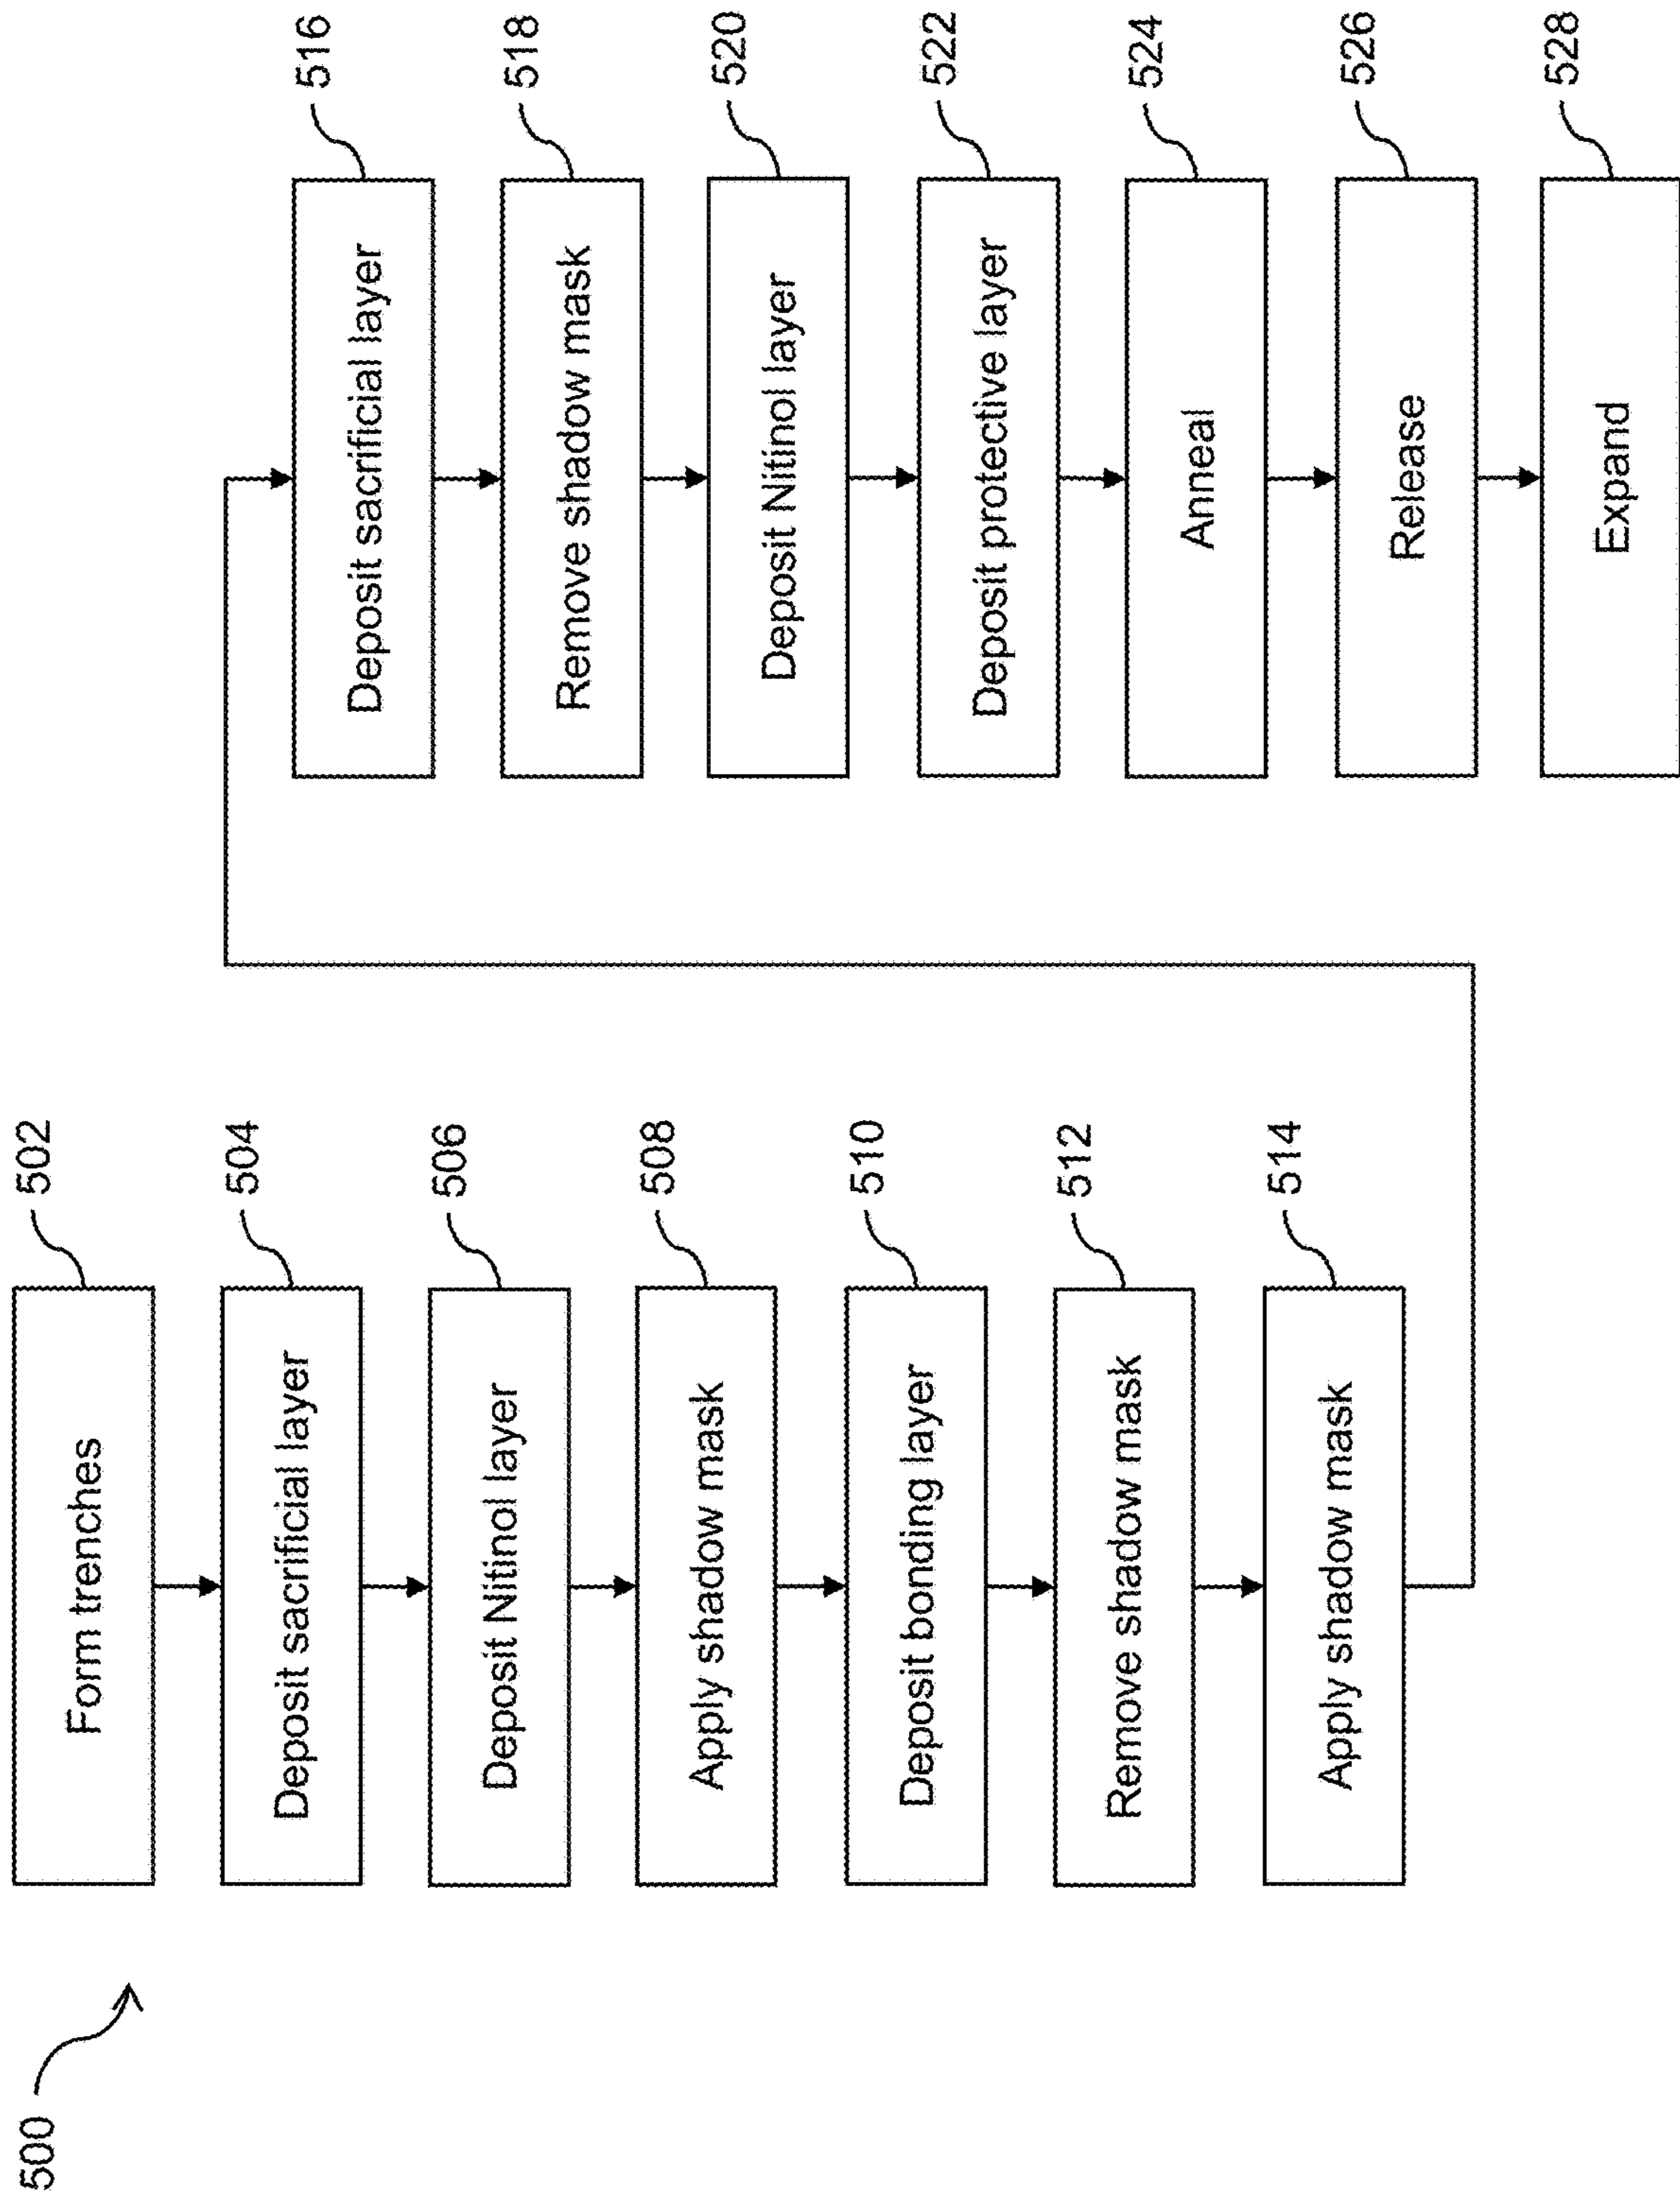 500
Form trenches
502
Deposit sacrificial layer
504
Deposit Nitinol layer
506
Apply shadow mask
508
Deposit bonding layer
510
Remove shadow mask
512
Apply shadow mask
514
Deposit sacrificial layer
516
Remove shadow mask
518
Deposit Nitinol layer
520
Deposit protective layer
522
Anneal
524
Release
526
Expand
528